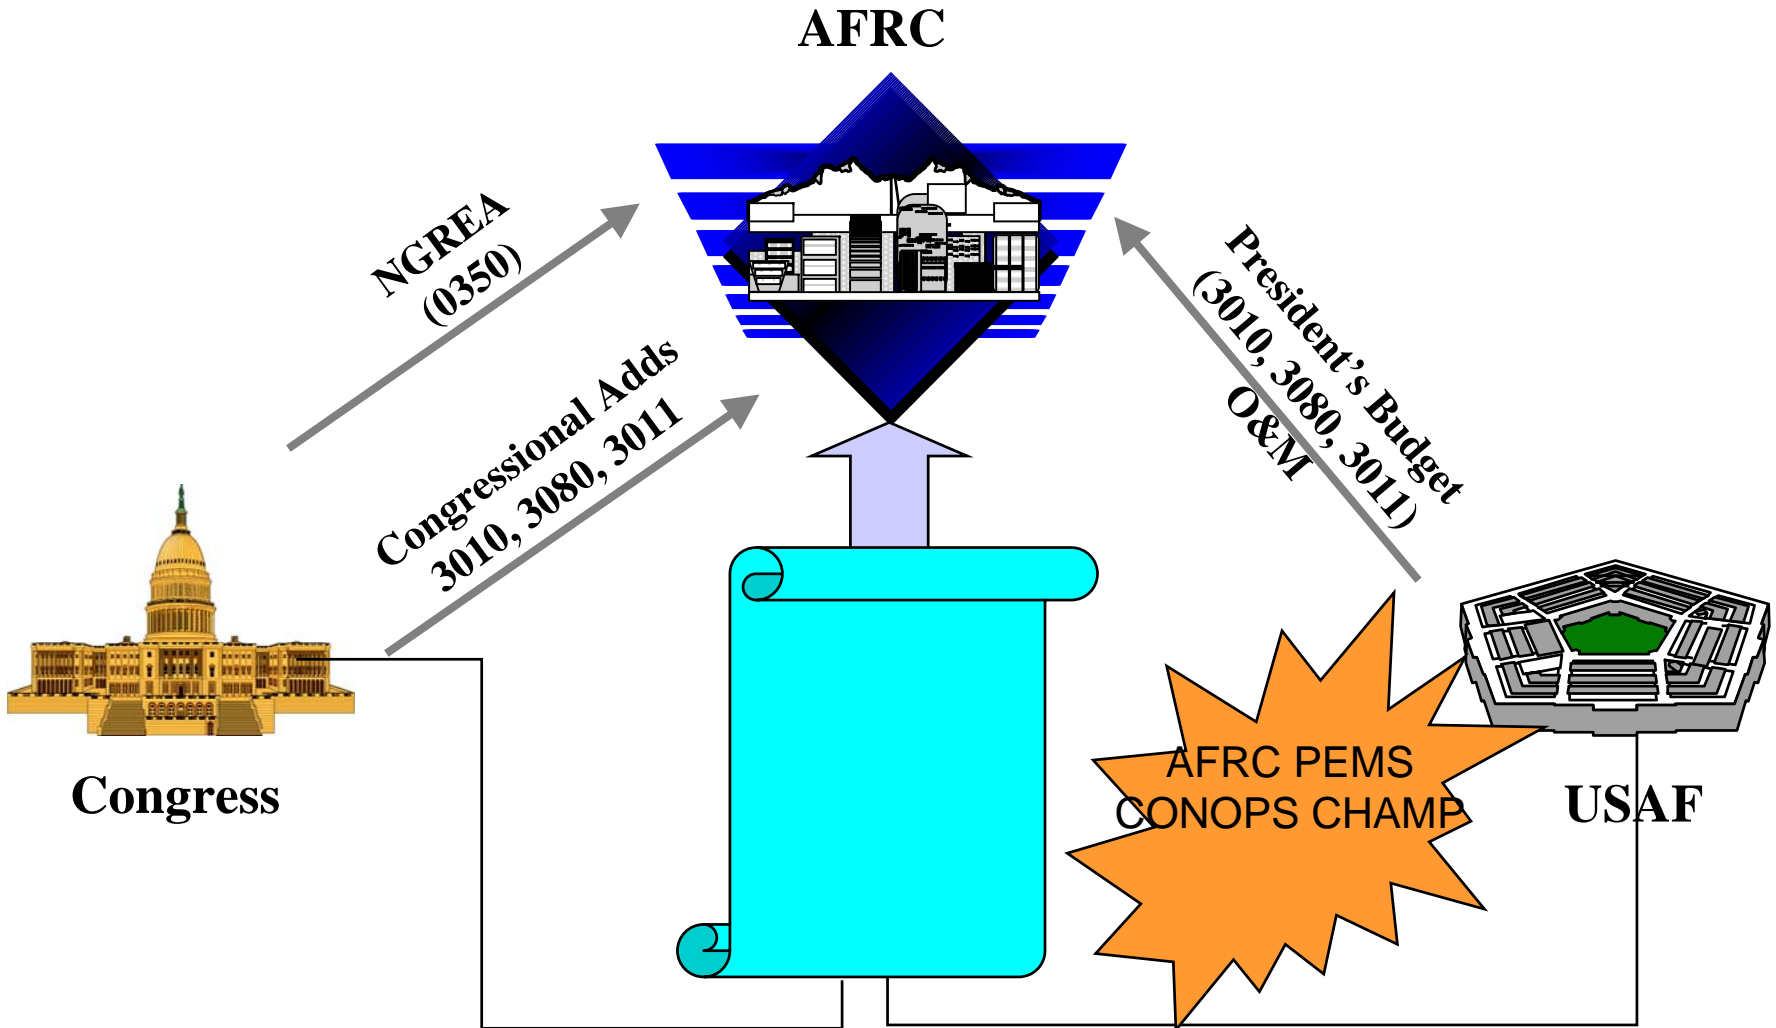 AFRC
NGREA
(0350)
Congressional Adds
3010, 3080, 3011
President’s Budget
(3010, 3080, 3011)
O&M
AFRC PEMS
CONOPS CHAMP
Congress
USAF